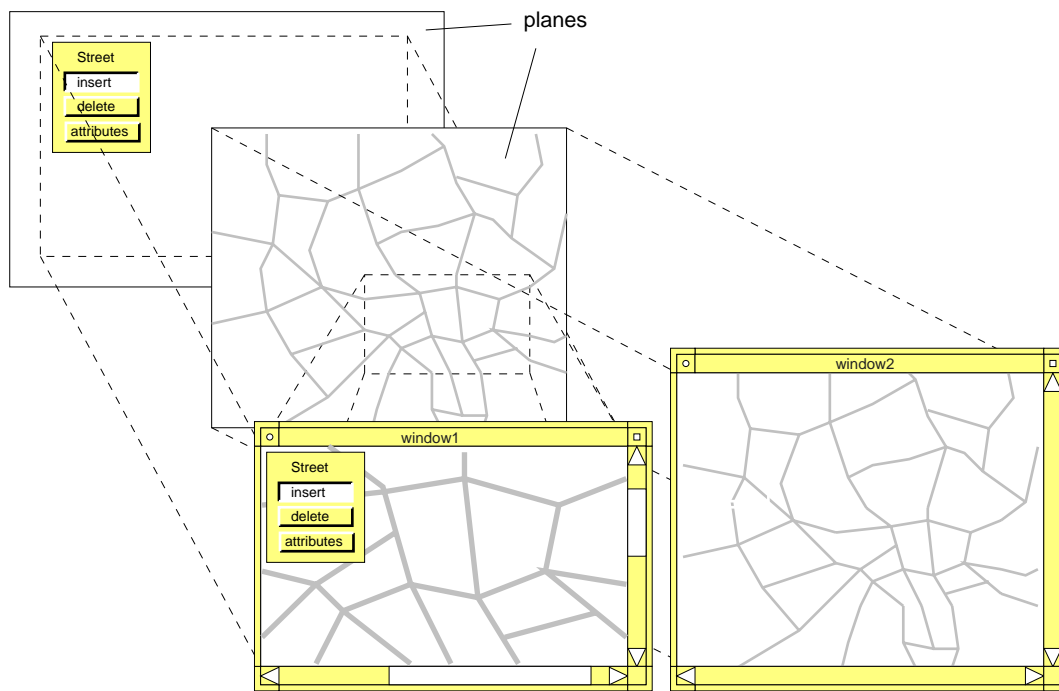 planes
Street
insert
delete
attributes
window2
window1
Street
insert
delete
attributes